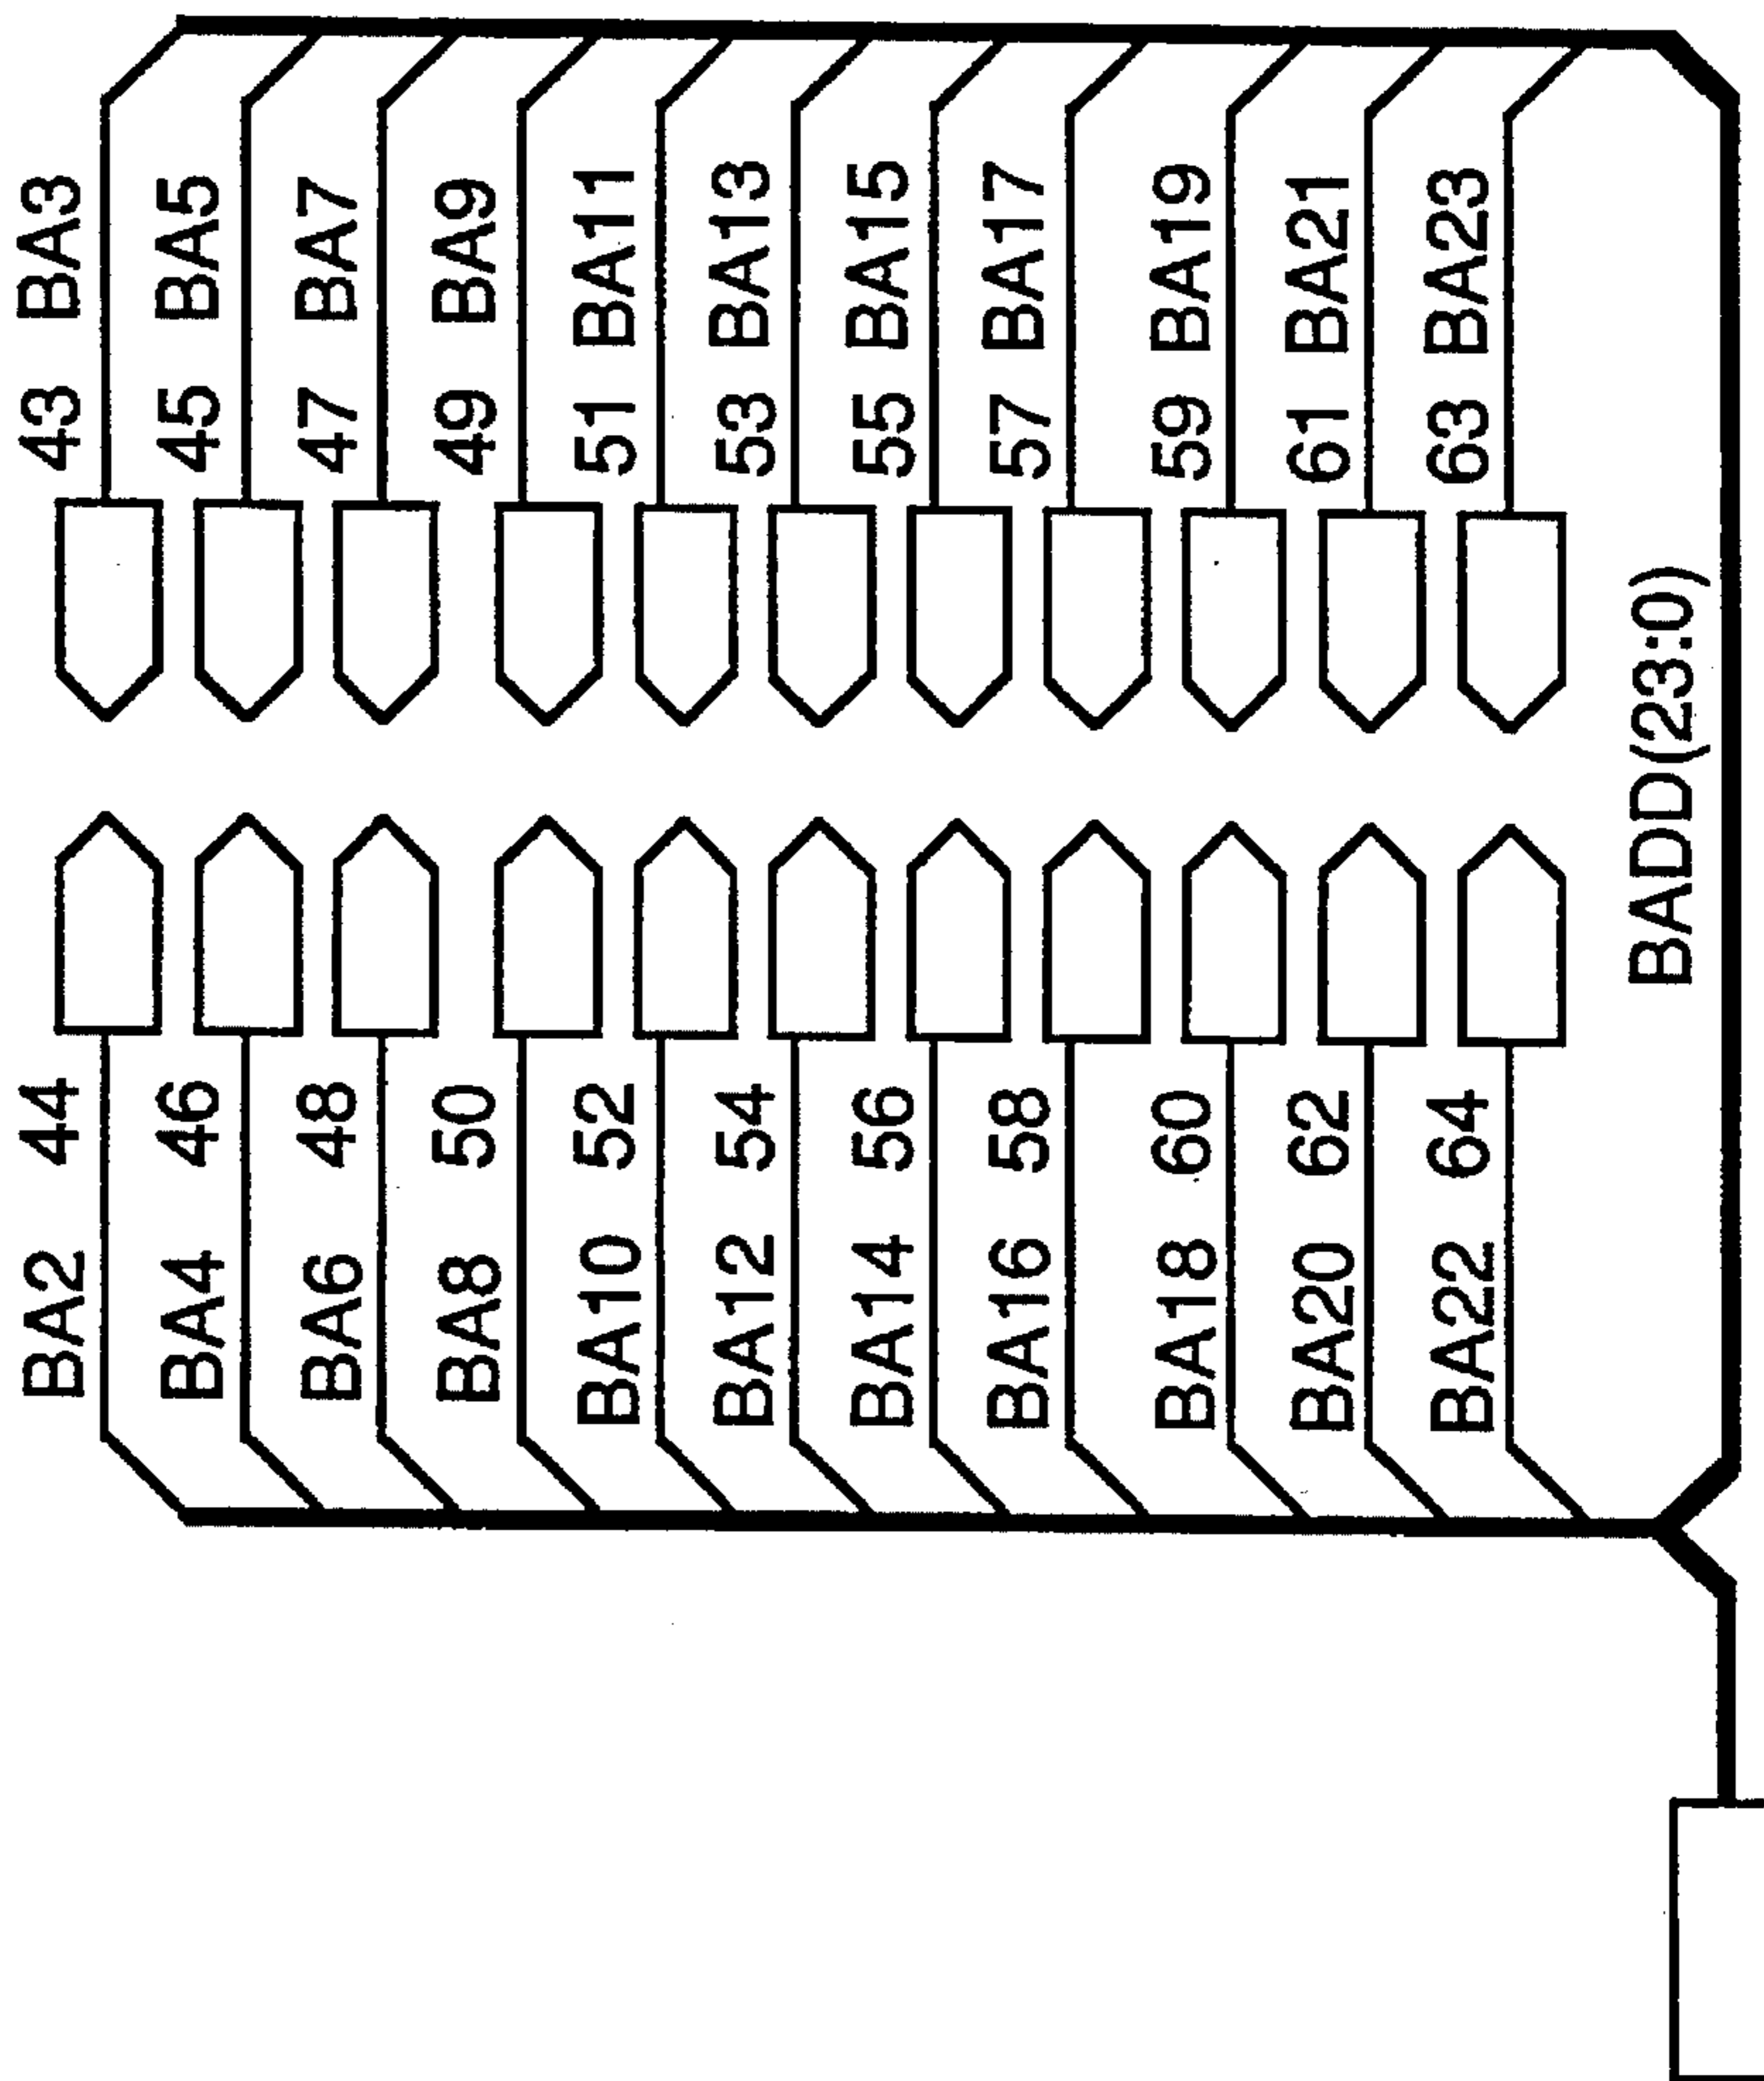 BA2 44 43 BA3
BA4 46 45 BA5
BA6 48 47 BA7
BA8 50 49 BA9
BA10 52 51 BA11
BA12 54 53 BA13
BA14 56 55 BA15
BA16 58 57 BA17
BA18 60 59 BA19
BA20 62 61 BA21
BA22 64 63 BA23
BADD(23:0)